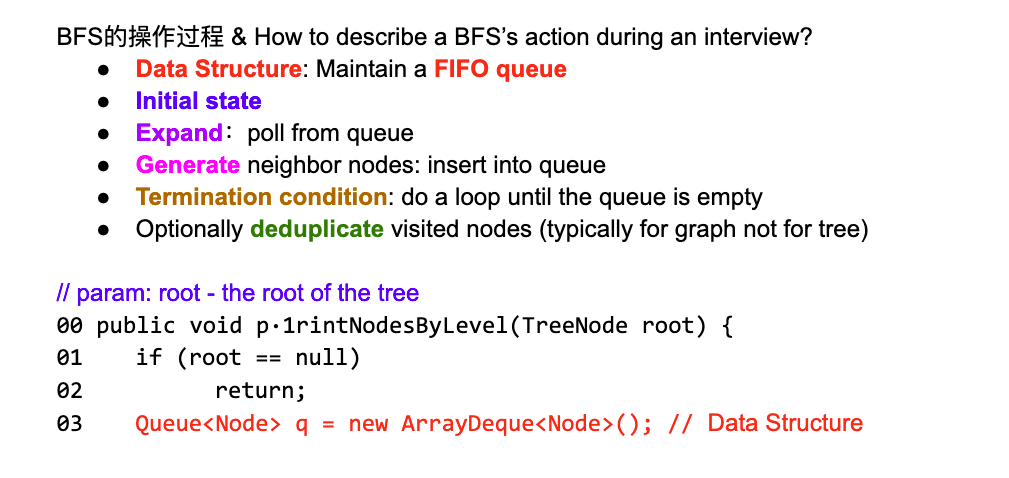 BFS的操作过程 & How to describe a BFS's action during an interview?
● Data Structure: Maintain a FIFO queue
● Initial state
● Expand：poll from queue
● Generate neighbor nodes: insert into queue
● Termination condition: do a loop until the queue is empty
● Optionally deduplicate visited nodes (typically for graph not for tree)
// param: root - the root of the tree
00 public void p·1rintNodesByLevel(TreeNode root) {
01 if (root == null)
02 return;
03 Queue<Node> q = new ArrayDeque<Node>(); // Data Structure